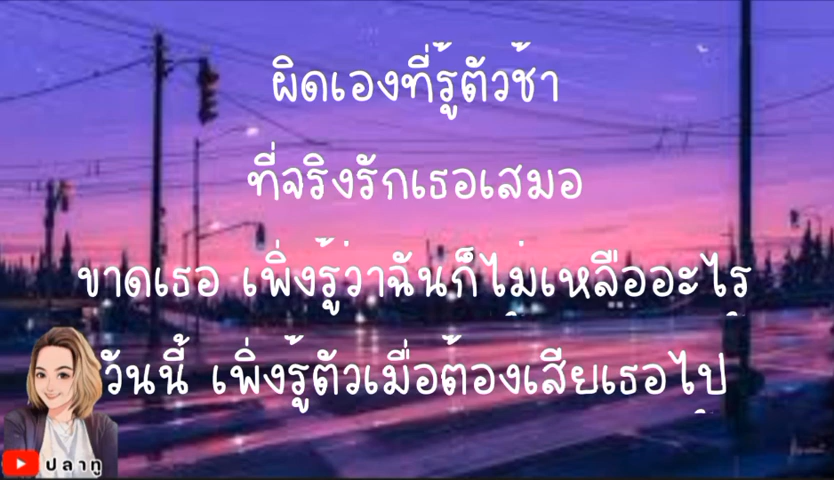 ผิดเองที่รู้ตัวช้า
ที่จริงรักเธอเสมอ
ขาดเธอ เพิ่งรู้ว่าฉันก็ไม่เหลืออะไร
วันนี้ เพิ่งรู้ตัวเมื่อต้องเสียเธอไป
ปลาทู